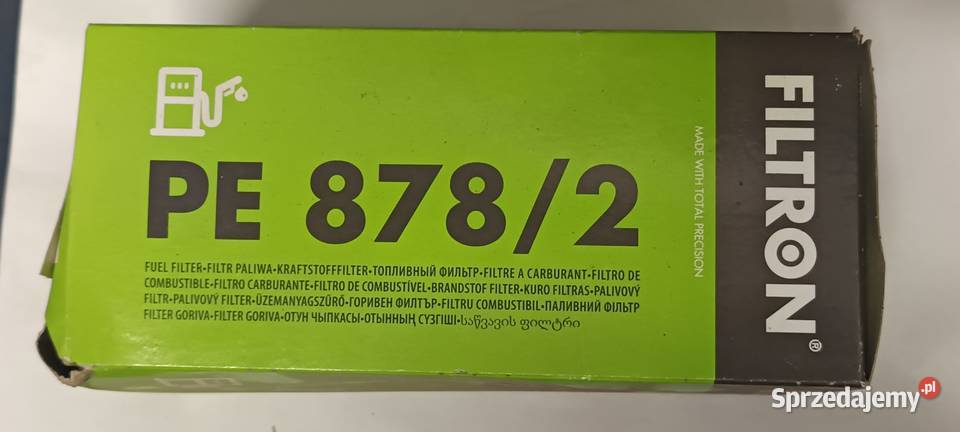 PE 878/2
FUEL FILTER•FILTR PALIWA•KRAFTSTOFFFILTER•ТОПЛИВНЫЙ ФИЛЬТР•FILTRE A CARBURANT•FILTRO DE
COMBUSTIBLE•FILTRO CARBURANTE•FILTRO DE COMBUSTÍVEL•BRANDSTOF FILTER•KURO FILTRAS•PALIVOVÝ
FILTR•PALIVOVÝ FILTER•ÜZEMANYAGSZŰRŐ•ГОРИВЕН ФИЛТЪР•FILTRU COMBUSTIBIL•ПАЛИВНИЙ ФІЛЬТР
FILTER GORIVA•FILTER GORIVA•ОТУН ЧЫПКАСЫ•ОТЫННЫҢ СҮЗГІШІ•საწვავის ფილტრი
MADE WITH TOTAL PRECISION
FILTRON®
Sprzedajemy.pl